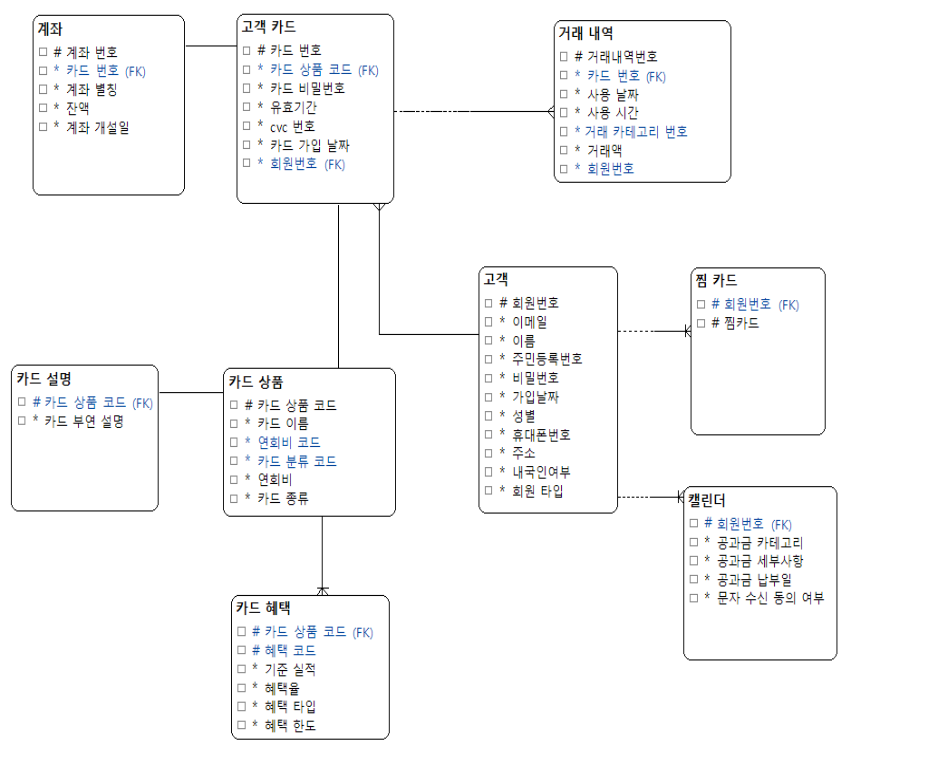 계좌
# 계좌 번호
* 카드 번호 (FK)
* 계좌 별칭
* 잔액
* 계좌 개설일
고객 카드
# 카드 번호
* 카드 상품 코드 (FK)
* 카드 비밀번호
* 유효기간
* cvc 번호
* 카드 가입 날짜
* 회원번호 (FK)
거래 내역
# 거래내역번호
* 카드 번호 (FK)
* 사용 날짜
* 사용 시간
* 거래 카테고리 번호
* 거래액
* 회원번호
고객
# 회원번호
* 이메일
* 이름
* 주민등록번호
* 비밀번호
* 가입날짜
* 성별
* 휴대폰번호
* 주소
* 내국인여부
* 회원 타입
찜 카드
# 회원번호 (FK)
# 찜카드
카드 설명
# 카드 상품 코드 (FK)
* 카드 부연 설명
카드 상품
# 카드 상품 코드
* 카드 이름
* 연회비 코드
* 카드 분류 코드
* 연회비
* 카드 종류
캘린더
# 회원번호 (FK)
* 공과금 카테고리
* 공과금 세부사항
* 공과금 납부일
* 문자 수신 동의 여부
카드 혜택
# 카드 상품 코드 (FK)
# 혜택 코드
* 기준 실적
* 혜택율
* 혜택 타입
* 혜택 한도